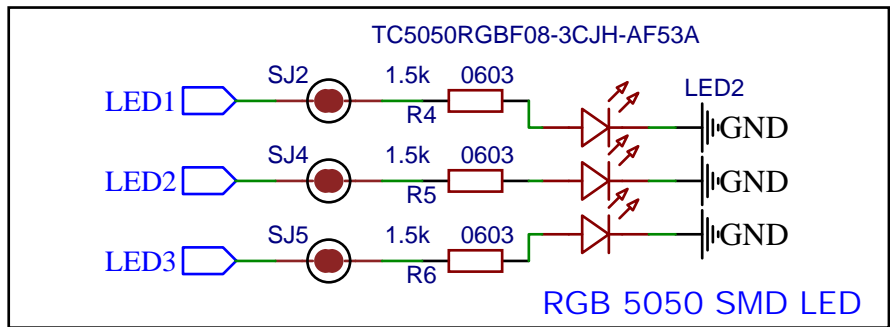 TC5050RGBF08-3CJH-AF53A
SJ2 1.5k 0603 LED2
LED1 R4 GND
SJ4 1.5k 0603
LED2 R5 GND
SJ5 1.5k 0603 GND
LED3 R6
RGB 5050 SMD LED